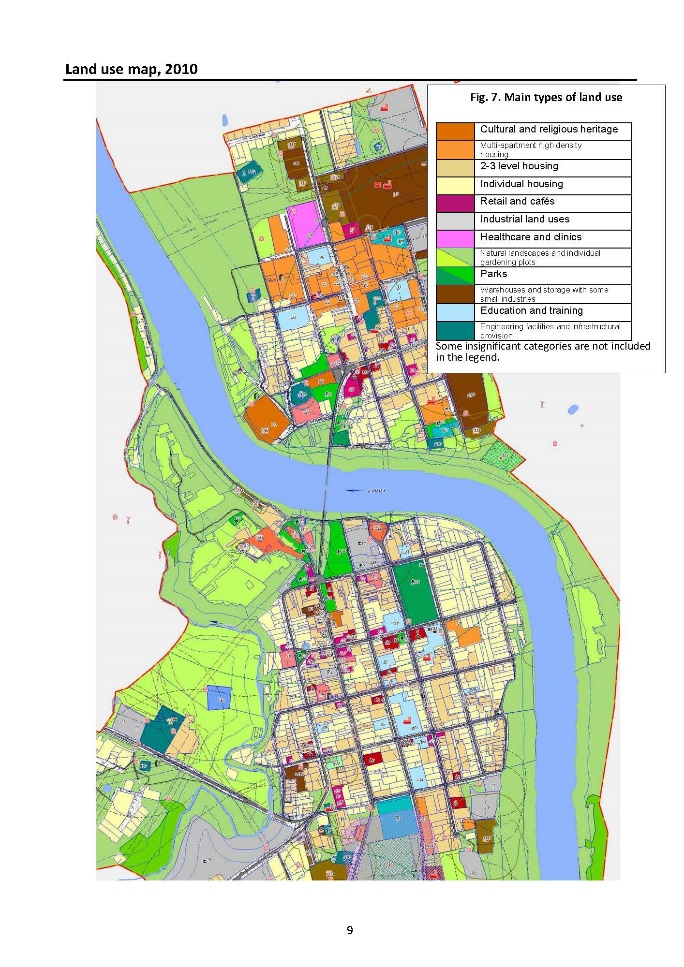 Land use map, 2010
Fig. 7. Main types of land use
Cultural and religious heritage
Multi-apartment high density
housing
2-3 level housing
Individual housing
Retail and cafés
Industrial land uses
Healthcare and clinics
Natural landscapes and individual
gardening plots
Parks
Warehouses and storage with some
small industries
Education and training
Engineering facilities and infrastructural
provision
Some insignificant categories are not included
in the legend.
9